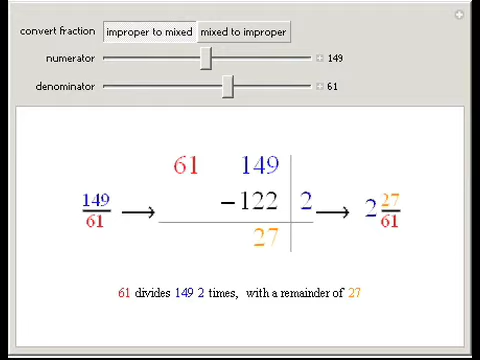 convert fraction improper to mixed mixed to improper
numerator 149
denominator 61
61 149
149/61 → −122 2 → 2 27/61
27
61 divides 149 2 times, with a remainder of 27